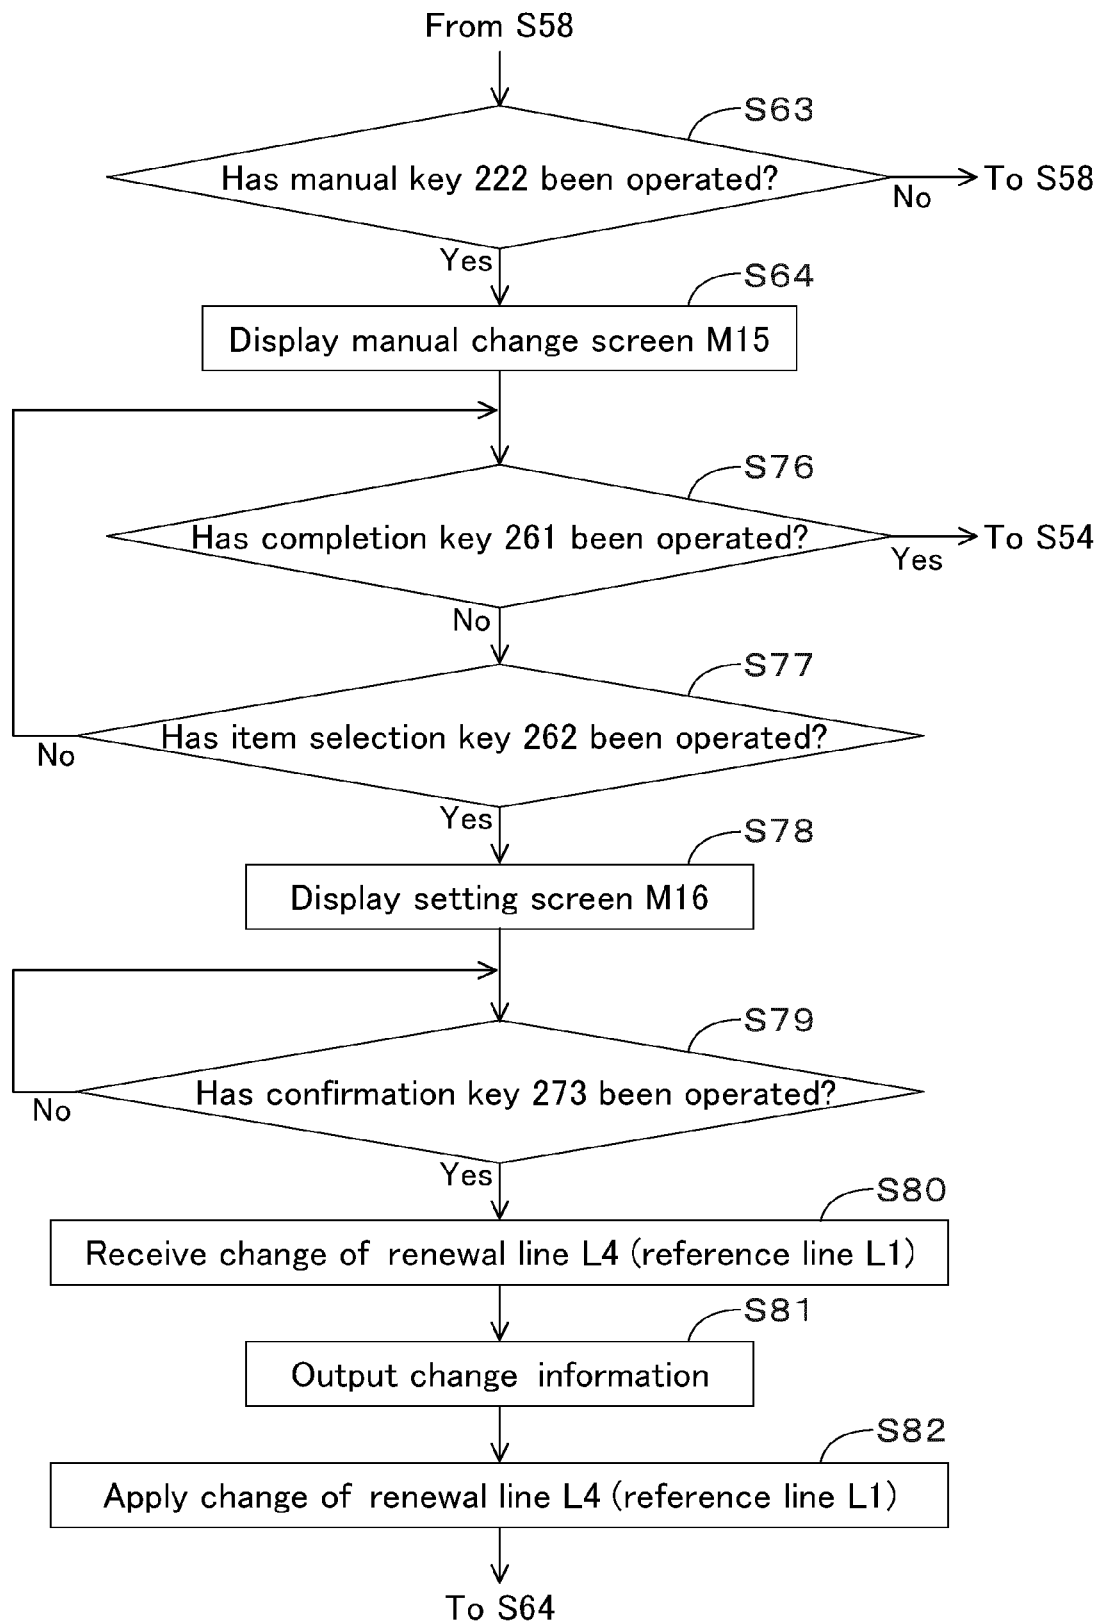 From S58
S63
Has manual key 222 been operated?
No
To S58
Yes
S64
Display manual change screen M15
S76
Has completion key 261 been operated?
Yes
To S54
No
S77
Has item selection key 262 been operated?
No
Yes
S78
Display setting screen M16
S79
Has confirmation key 273 been operated?
No
Yes
S80
Receive change of renewal line L4 (reference line L1)
S81
Output change information
S82
Apply change of renewal line L4 (reference line L1)
To S64